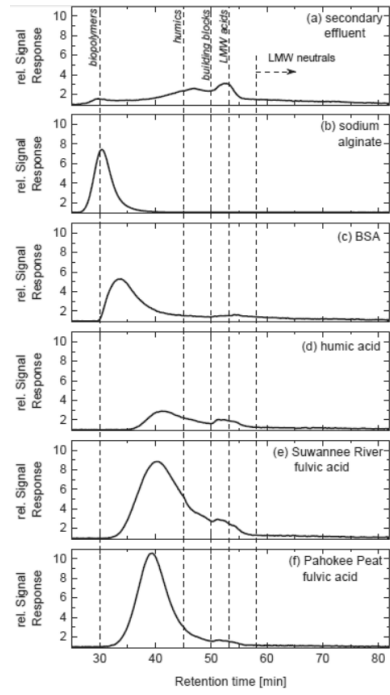 biopolymers
humics
building blocks
LMW acids
(a) secondary
effluent
LMW neutrals
rel. Signal
Response
10
8
6
4
2
(b) sodium
alginate
rel. Signal
Response
10
8
6
4
2
(c) BSA
rel. Signal
Response
10
8
6
4
2
(d) humic acid
rel. Signal
Response
10
8
6
4
2
(e) Suwannee River
fulvic acid
rel. Signal
Response
10
8
6
4
2
(f) Pahokee Peat
fulvic acid
rel. Signal
Response
10
8
6
4
2
30 40 50 60 70 80
Retention time [min]